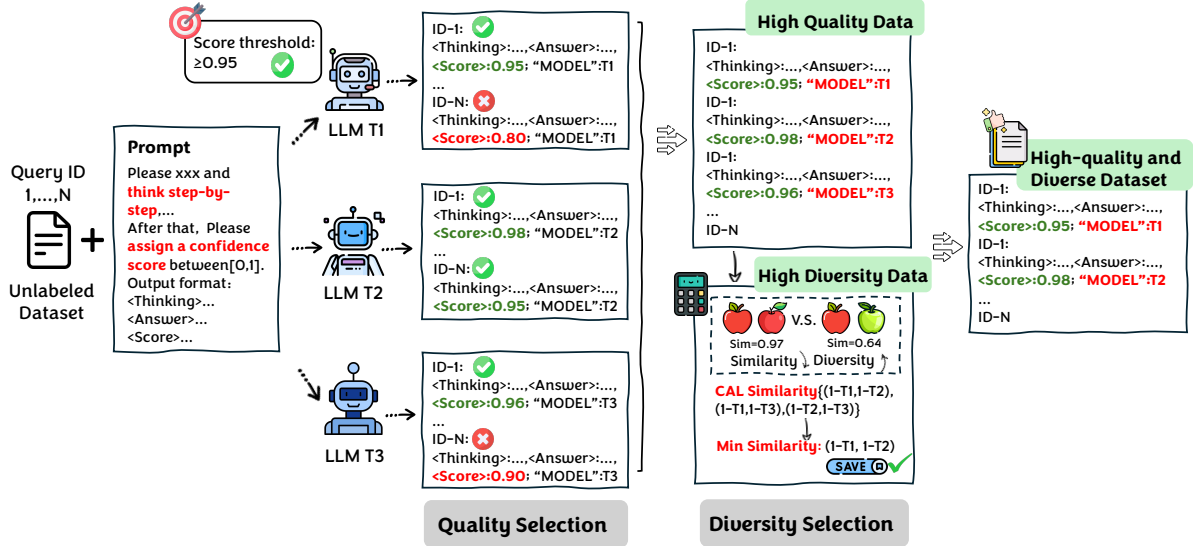 Score threshold:
≥0.95
Query ID
1,...,N
Unlabeled
Dataset
Prompt
Please xxx and
think step-by-
step,...
After that, Please
assign a confidence
score between[0,1].
Output format:
<Thinking>...
<Answer>...
<Score>...
LLM T1
LLM T2
LLM T3
ID-1:
<Thinking>:...,<Answer>:...,
<Score>:0.95; “MODEL”:T1
...
ID-N:
<Thinking>:...,<Answer>:...,
<Score>:0.80; “MODEL”:T1
ID-1:
<Thinking>:...,<Answer>:...,
<Score>:0.98; “MODEL”:T2
...
ID-N:
<Thinking>:...,<Answer>:...,
<Score>:0.95; “MODEL”:T2
ID-1:
<Thinking>:...,<Answer>:...,
<Score>:0.96; “MODEL”:T3
...
ID-N:
<Thinking>:...,<Answer>:...,
<Score>:0.90; “MODEL”:T3
Quality Selection
High Quality Data
ID-1:
<Thinking>:...,<Answer>:...,
<Score>:0.95; “MODEL”:T1
ID-1:
<Thinking>:...,<Answer>:...,
<Score>:0.98; “MODEL”:T2
ID-1:
<Thinking>:...,<Answer>:...,
<Score>:0.96; “MODEL”:T3
...
ID-N
High Diversity Data
V.S.
Sim=0.97 Sim=0.64
Similarity Diversity
CAL Similarity{(1-T1,1-T2),
(1-T1,1-T3),(1-T2,1-T3)}
Min Similarity: (1-T1, 1-T2)
SAVE
Diversity Selection
High-quality and
Diverse Dataset
ID-1:
<Thinking>:...,<Answer>:...,
<Score>:0.95; “MODEL”:T1
ID-1:
<Thinking>:...,<Answer>:...,
<Score>:0.98; “MODEL”:T2
...
ID-N